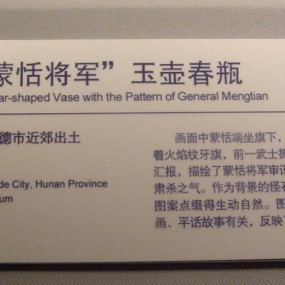 蒙恬将军”玉壶春瓶
ar-shaped Vase with the Pattern of General Mengtian
德市近郊出土
de City, Hunan Province
um
画面中蒙恬端坐旗下，
着火焰纹牙旗，前一武士
汇报，描绘了蒙恬将军审讯
肃杀之气。作为背景的怪石
图案点缀得生动自然。图
画、平话故事有关，反映了